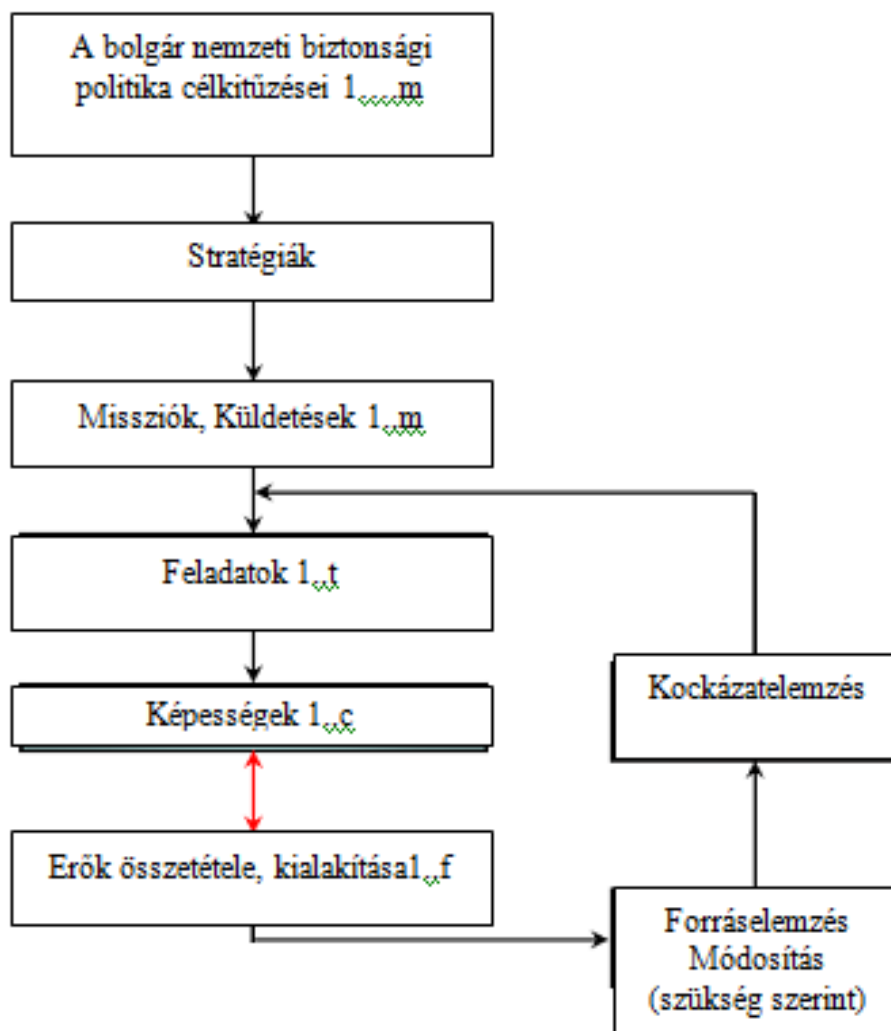 A bolgár nemzeti biztonsági
politika célkitűzései 1,....m
Stratégiák
Missziók, Küldetések 1,..m
Feladatok 1,..t
Képességek 1,..c
Erők összetétele, kialakítása1,..f
Kockázatelemzés
Forráselemzés
Módosítás
(szükség szerint)